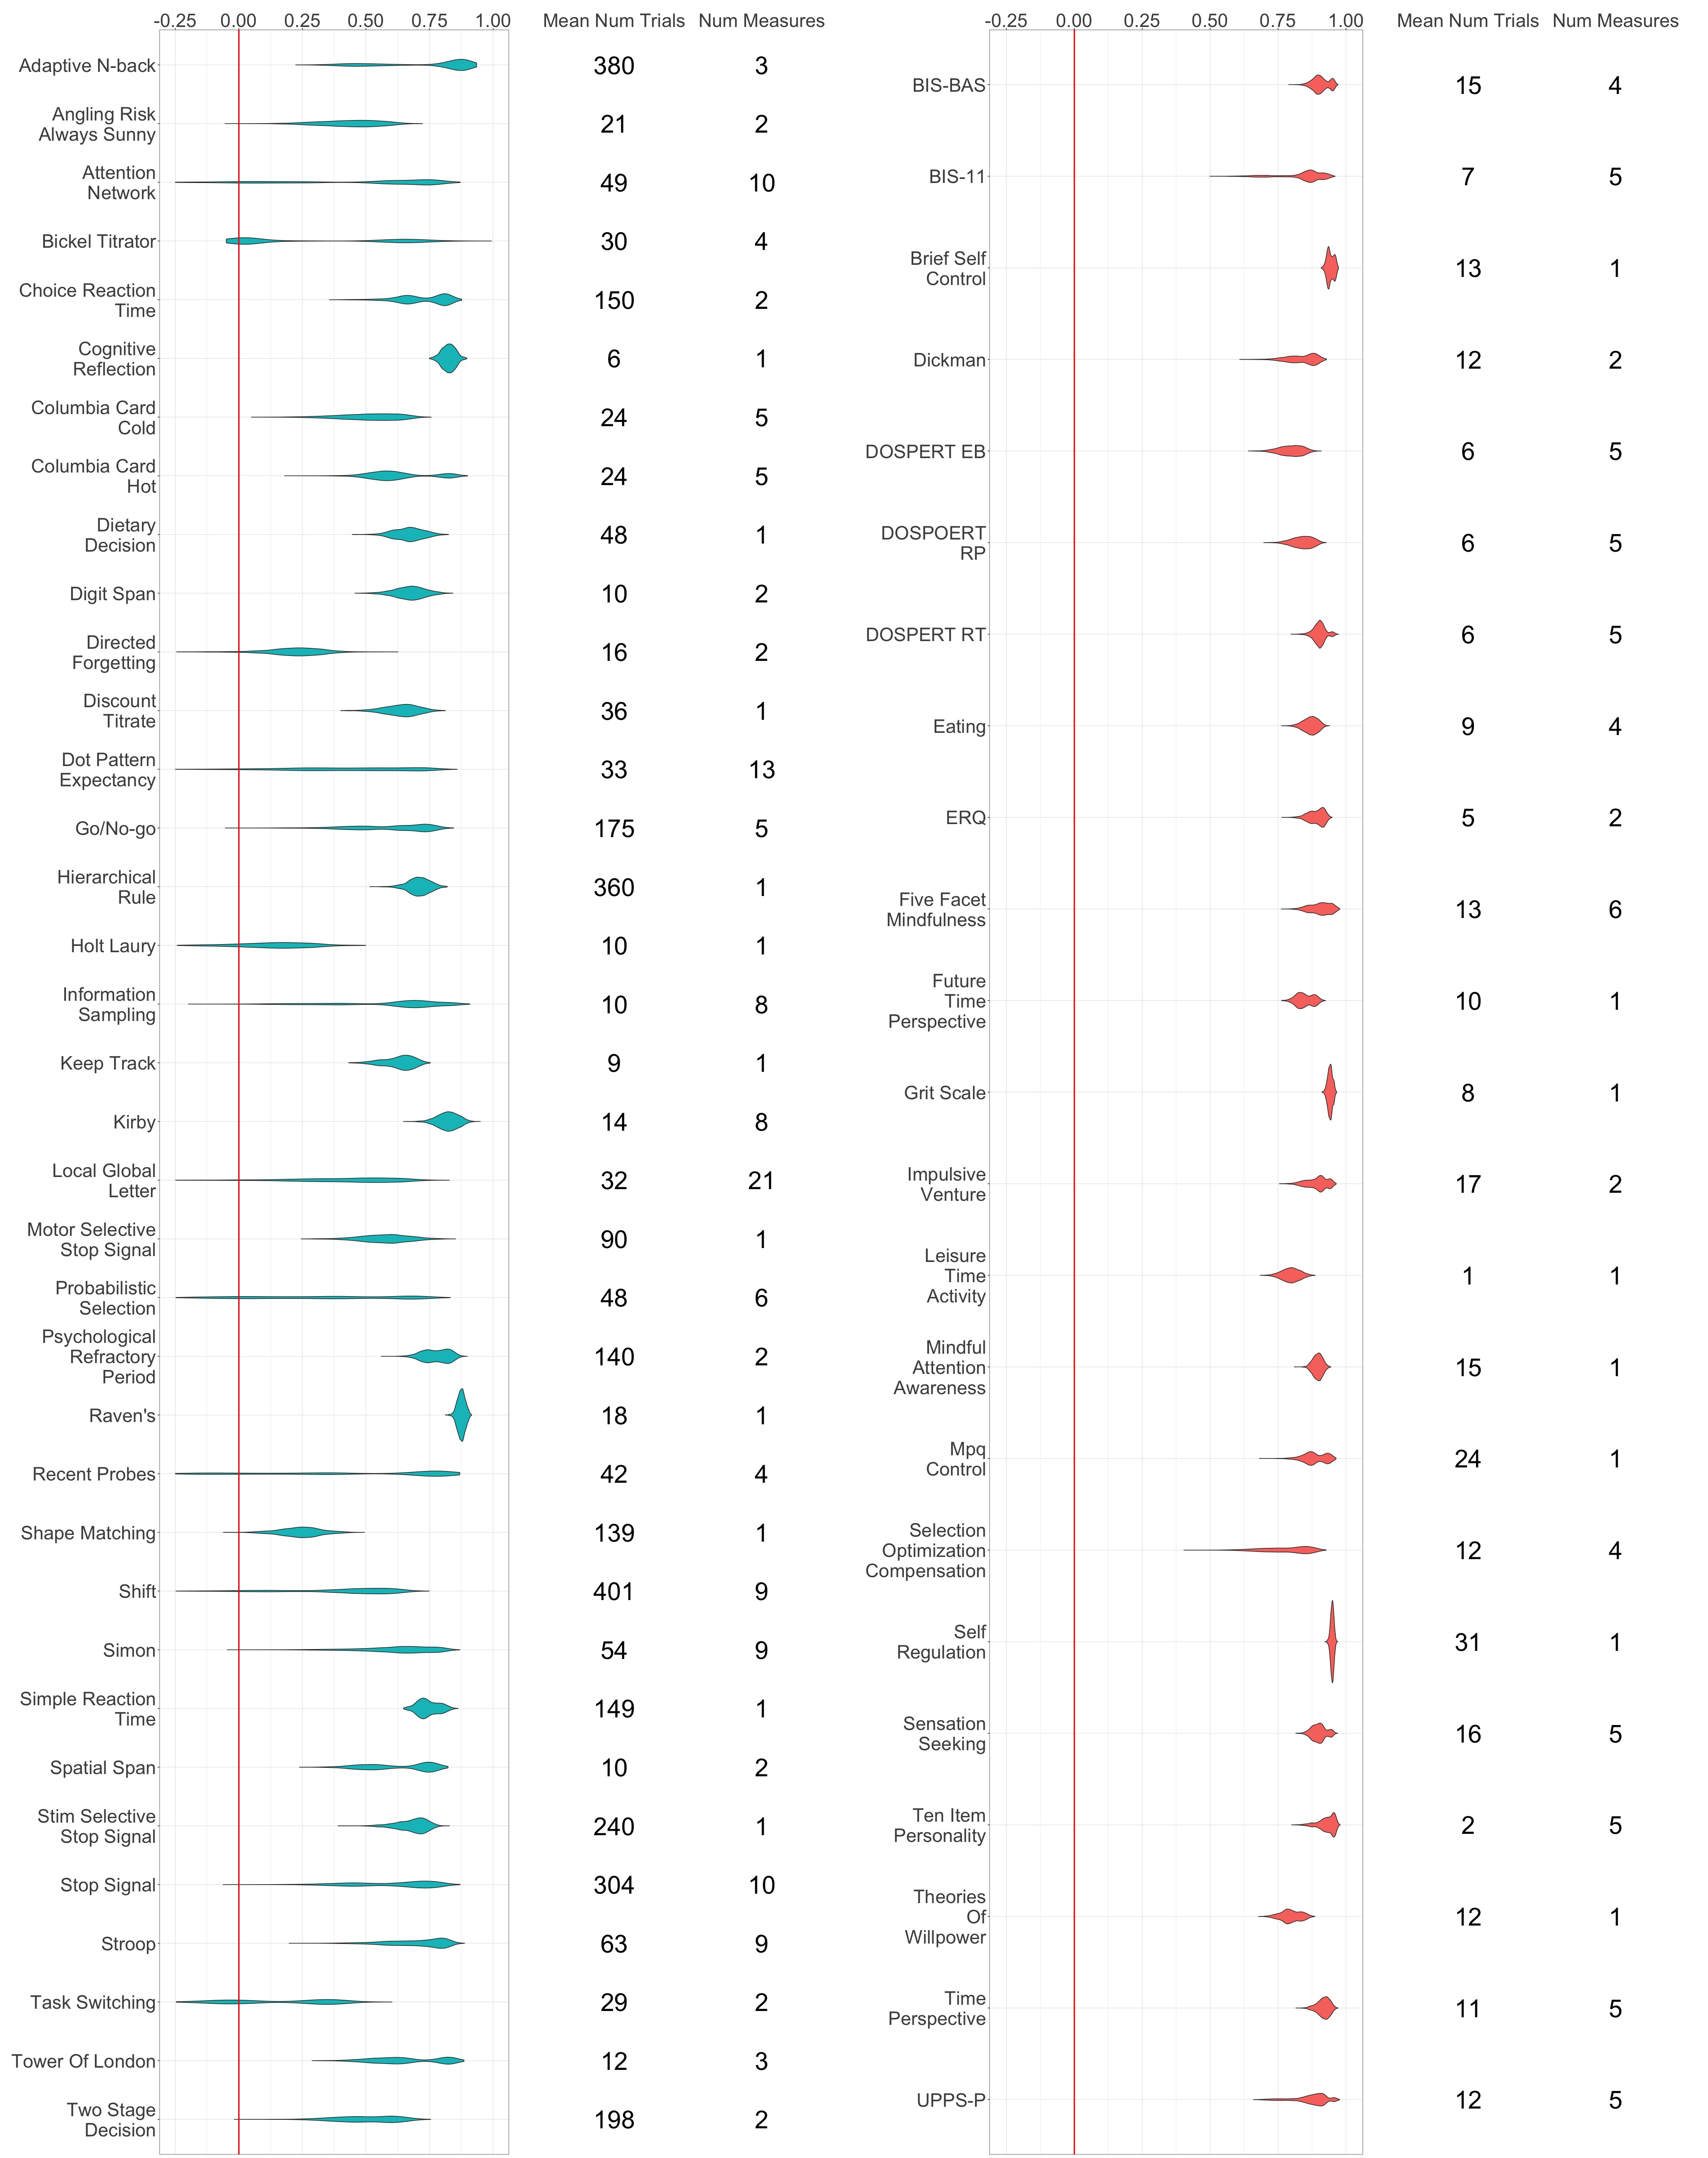 -0.25 0.00 0.25 0.50 0.75 1.00 Mean Num Trials Num Measures
Adaptive N-back 380 3
Angling Risk
Always Sunny 21 2
Attention
Network 49 10
Bickel Titrator 30 4
Choice Reaction
Time 150 2
Cognitive
Reflection 6 1
Columbia Card
Cold 24 5
Columbia Card
Hot 24 5
Dietary
Decision 48 1
Digit Span 10 2
Directed
Forgetting 16 2
Discount
Titrate 36 1
Dot Pattern
Expectancy 33 13
Go/No-go 175 5
Hierarchical
Rule 360 1
Holt Laury 10 1
Information
Sampling 10 8
Keep Track 9 1
Kirby 14 8
Local Global
Letter 32 21
Motor Selective
Stop Signal 90 1
Probabilistic
Selection 48 6
Psychological
Refractory 140 2
Period
Raven's 18 1
Recent Probes 42 4
Shape Matching 139 1
Shift 401 9
Simon 54 9
Simple Reaction
Time 149 1
Spatial Span 10 2
Stim Selective
Stop Signal 240 1
Stop Signal 304 10
Stroop 63 9
Task Switching 29 2
Tower Of London 12 3
Two Stage
Decision 198 2
-0.25 0.00 0.25 0.50 0.75 1.00 Mean Num Trials Num Measures
BIS-BAS 15 4
BIS-11 7 5
Brief Self
Control 13 1
Dickman 12 2
DOSPERT EB 6 5
DOSPOERT
RP 6 5
DOSPERT RT 6 5
Eating 9 4
ERQ 5 2
Five Facet
Mindfulness 13 6
Future
Time 10 1
Perspective
Grit Scale 8 1
Impulsive
Venture 17 2
Leisure
Time 1 1
Activity
Mindful
Attention 15 1
Awareness
Mpq
Control 24 1
Selection
Optimization 12 4
Compensation
Self
Regulation 31 1
Sensation
Seeking 16 5
Ten Item
Personality 2 5
Theories
Of 12 1
Willpower
Time
Perspective 11 5
UPPS-P 12 5